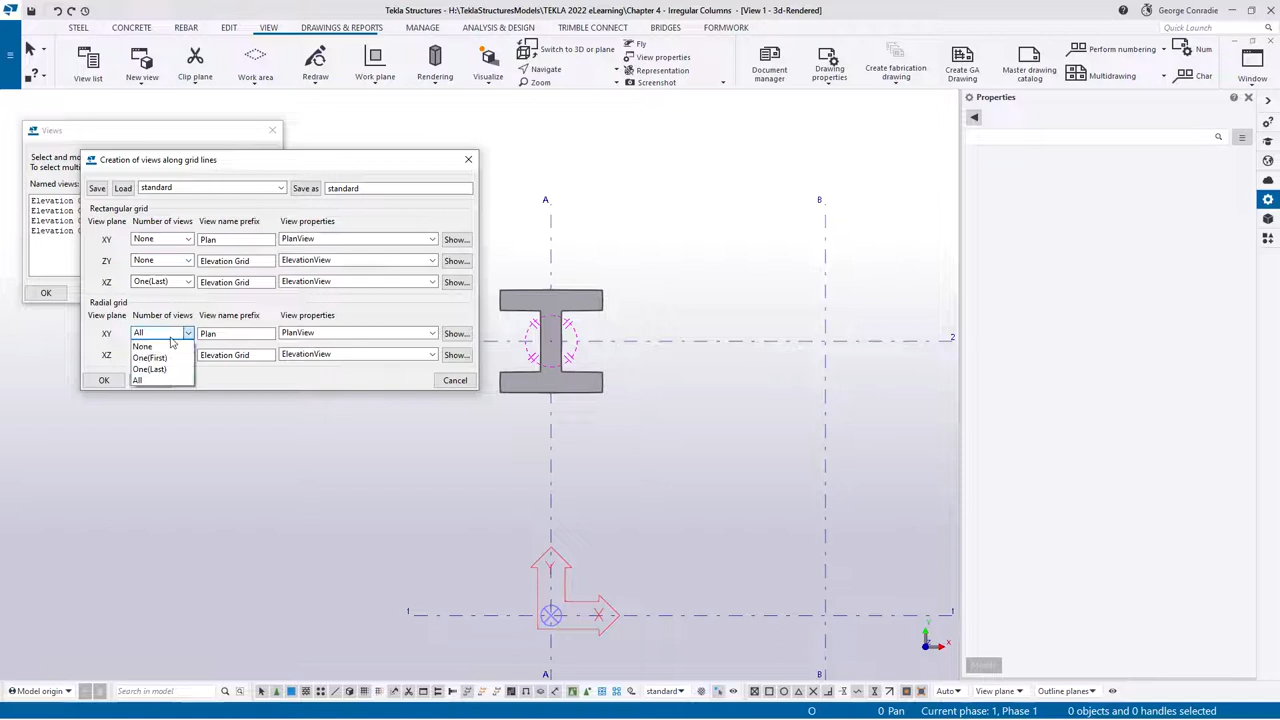 Tekla Structures - H:\TeklaStructuresModels\TEKLA 2022 eLearning\Chapter 4 - Irregular Columns - [View 1 - 3d-Rendered]
George Conradie
STEEL CONCRETE REBAR EDIT VIEW DRAWINGS & REPORTS MANAGE ANALYSIS & DESIGN TRIMBLE CONNECT BRIDGES FORMWORK
Quick Launch
View list
New view
Clip plane
Work area
Redraw
Work plane
Rendering
Visualize
Switch to 3D or plane
Navigate
Zoom
Fly
View properties
Representation
Screenshot
Document manager
Drawing properties
Create fabrication drawing
Create GA Drawing
Master drawing catalog
Perform numbering
Multidrawing
Num
Char
Window
Properties
Views
Select and mo
To select multi
Named views:
Elevation G
Elevation G
Elevation G
Elevation G
OK
Creation of views along grid lines
Save Load standard Save as standard
Rectangular grid
View plane Number of views View name prefix View properties
XY None Plan PlanView Show...
ZY None Elevation Grid ElevationView Show...
XZ One(Last) Elevation Grid ElevationView Show...
Radial grid
View plane Number of views View name prefix View properties
XY All Plan PlanView Show...
XZ Elevation Grid ElevationView Show...
None
One(First)
One(Last)
All
OK Cancel
A B
2
Y
X
1 1
A B
Y
X
Modify
Model origin
Search in model
standard
Auto
View plane
Outline planes
O 0 Pan Current phase: 1, Phase 1 0 objects and 0 handles selected